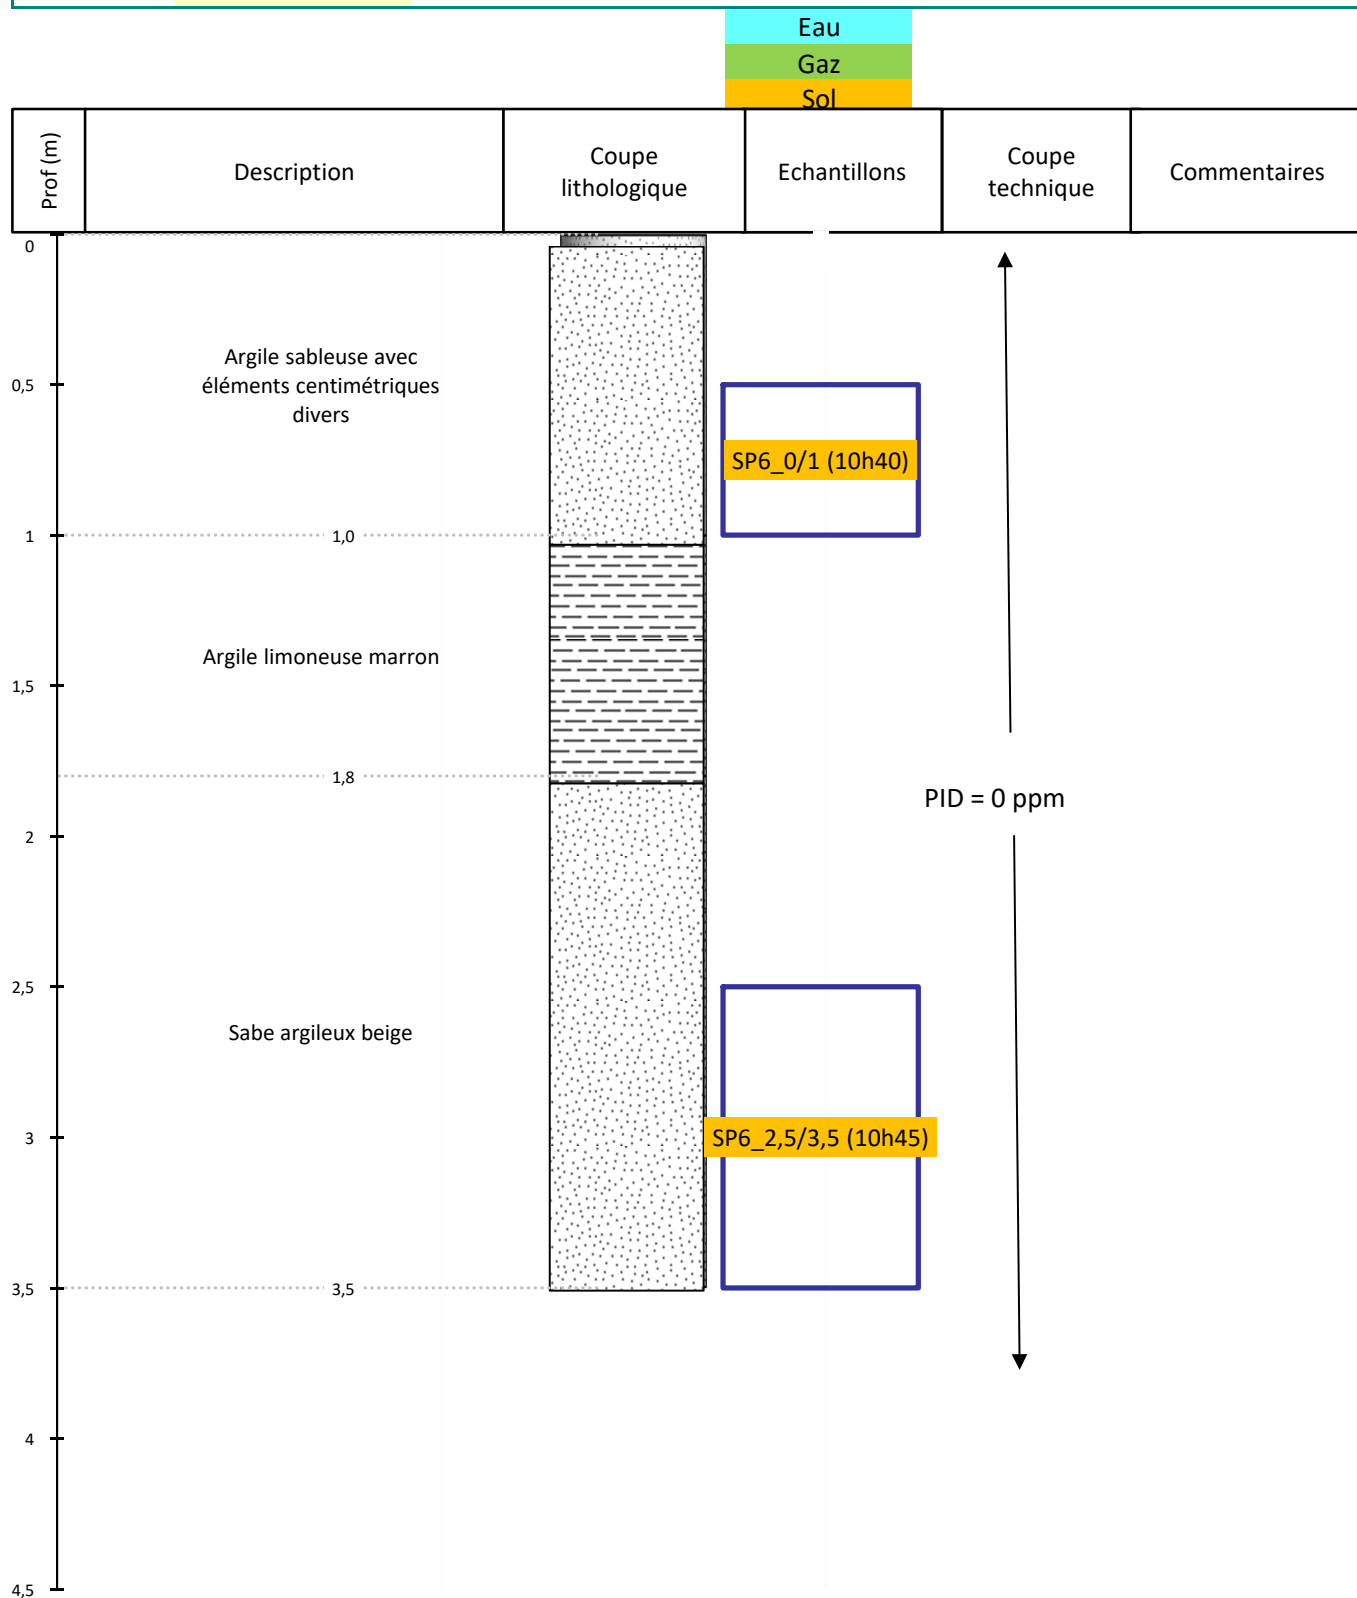 Eau
Gaz
Sol
Prof (m)
Description
Coupe
lithologique
Echantillons
Coupe
technique
Commentaires
0
Argile sableuse avec
éléments centimétriques
divers
0,5
SP6_0/1 (10h40)
1
1,0
Argile limoneuse marron
1,5
1,8
PID = 0 ppm
2
2,5
Sabe argileux beige
3
SP6_2,5/3,5 (10h45)
3,5
3,5
4
4,5